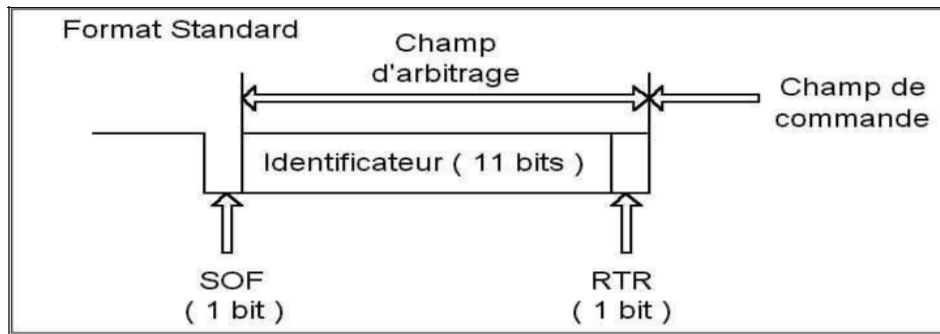 Format Standard
Champ
d'arbitrage
Champ de
commande
Identificateur ( 11 bits )
SOF
( 1 bit )
RTR
( 1 bit )